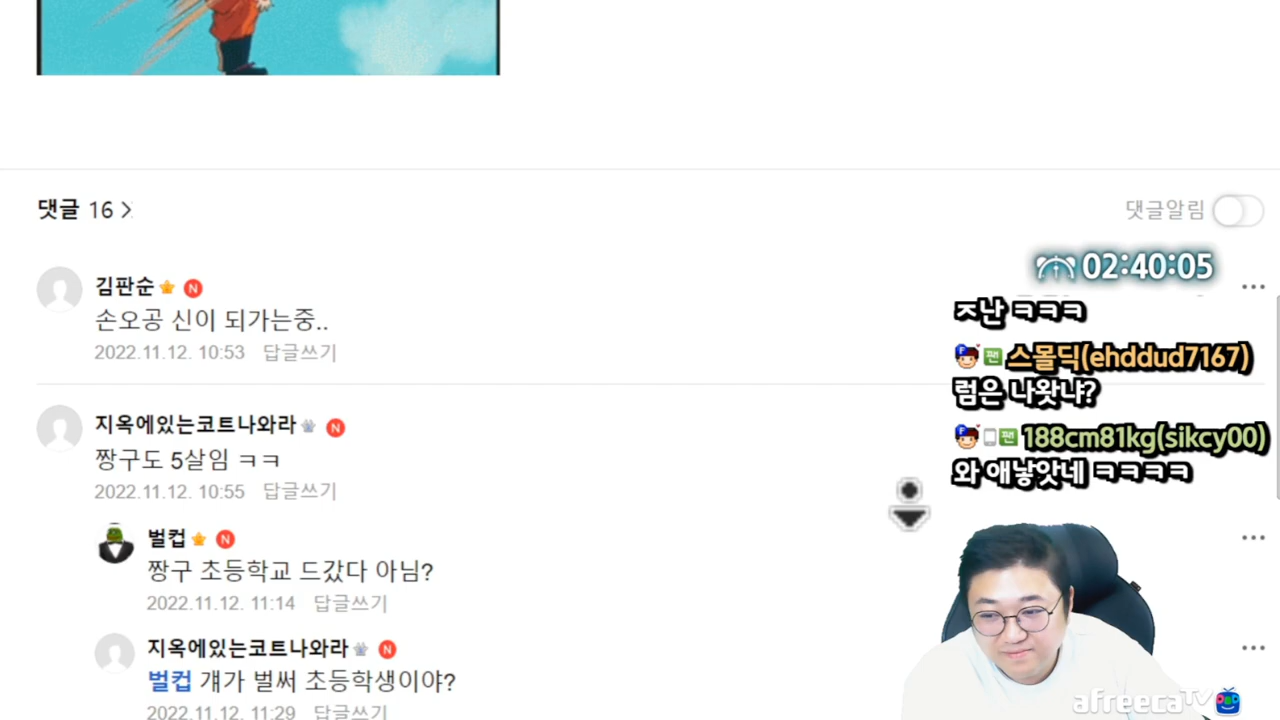 댓글 16
댓글알림
02:40:05
김판순 N
손오공 신이 되가는중..
2022.11.12. 10:53 답글쓰기
지옥에있는코트나와라 N
짱구도 5살임 ㅋㅋ
2022.11.12. 10:55 답글쓰기
벌컵 N
짱구 초등학교 드갔다 아님?
2022.11.12. 11:14 답글쓰기
지옥에있는코트나와라 N
벌컵 걔가 벌써 초등학생이야?
2022.11.12. 11:29 답글쓰기
ㅈ난 ㅋㅋㅋ
F 팬 스몰딕(ehddud7167)
럼은 나왓냐?
F 팬 188cm81kg(sikcy00)
와 애낳앗네 ㅋㅋㅋㅋ
afreecaTV